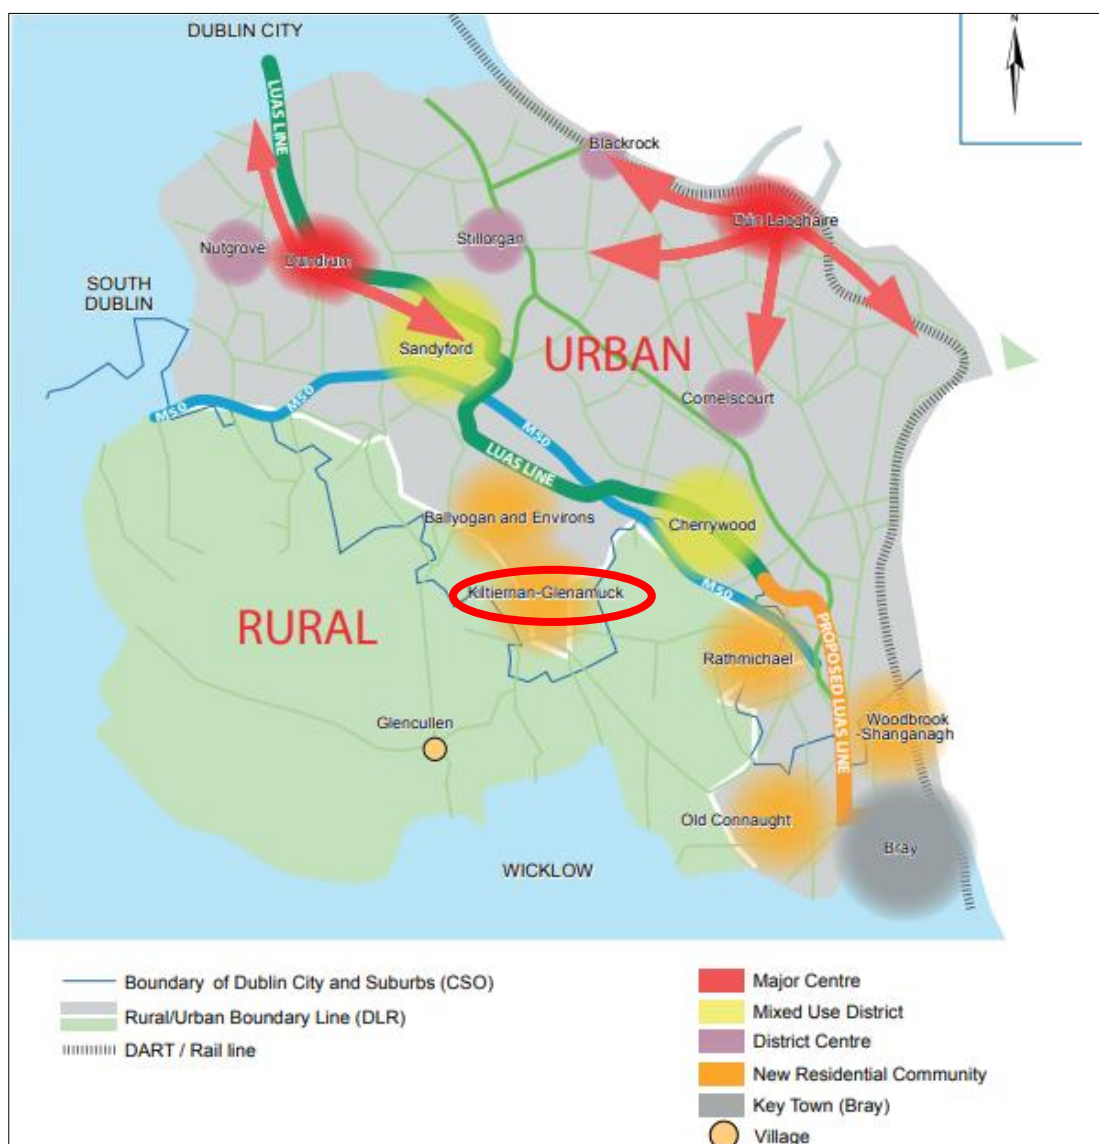 DUBLIN CITY
N
LUAS LINE
Blackrock
Dún Laoghaire
Nutgrove
Stillorgan
Dundrum
SOUTH
DUBLIN
Sandyford
URBAN
M50
M50
Cornelscourt
M50
LUAS LINE
Ballyogan and Environs
Cherrywood
M50
Kiltiernan-Glenamuck
RURAL
PROPOSED LUAS LINE
Rathmichael
Glencullen
Woodbrook
-Shanganagh
Old Connaught
Bray
WICKLOW
Boundary of Dublin City and Suburbs (CSO)
Rural/Urban Boundary Line (DLR)
DART / Rail line
Major Centre
Mixed Use District
District Centre
New Residential Community
Key Town (Bray)
Village